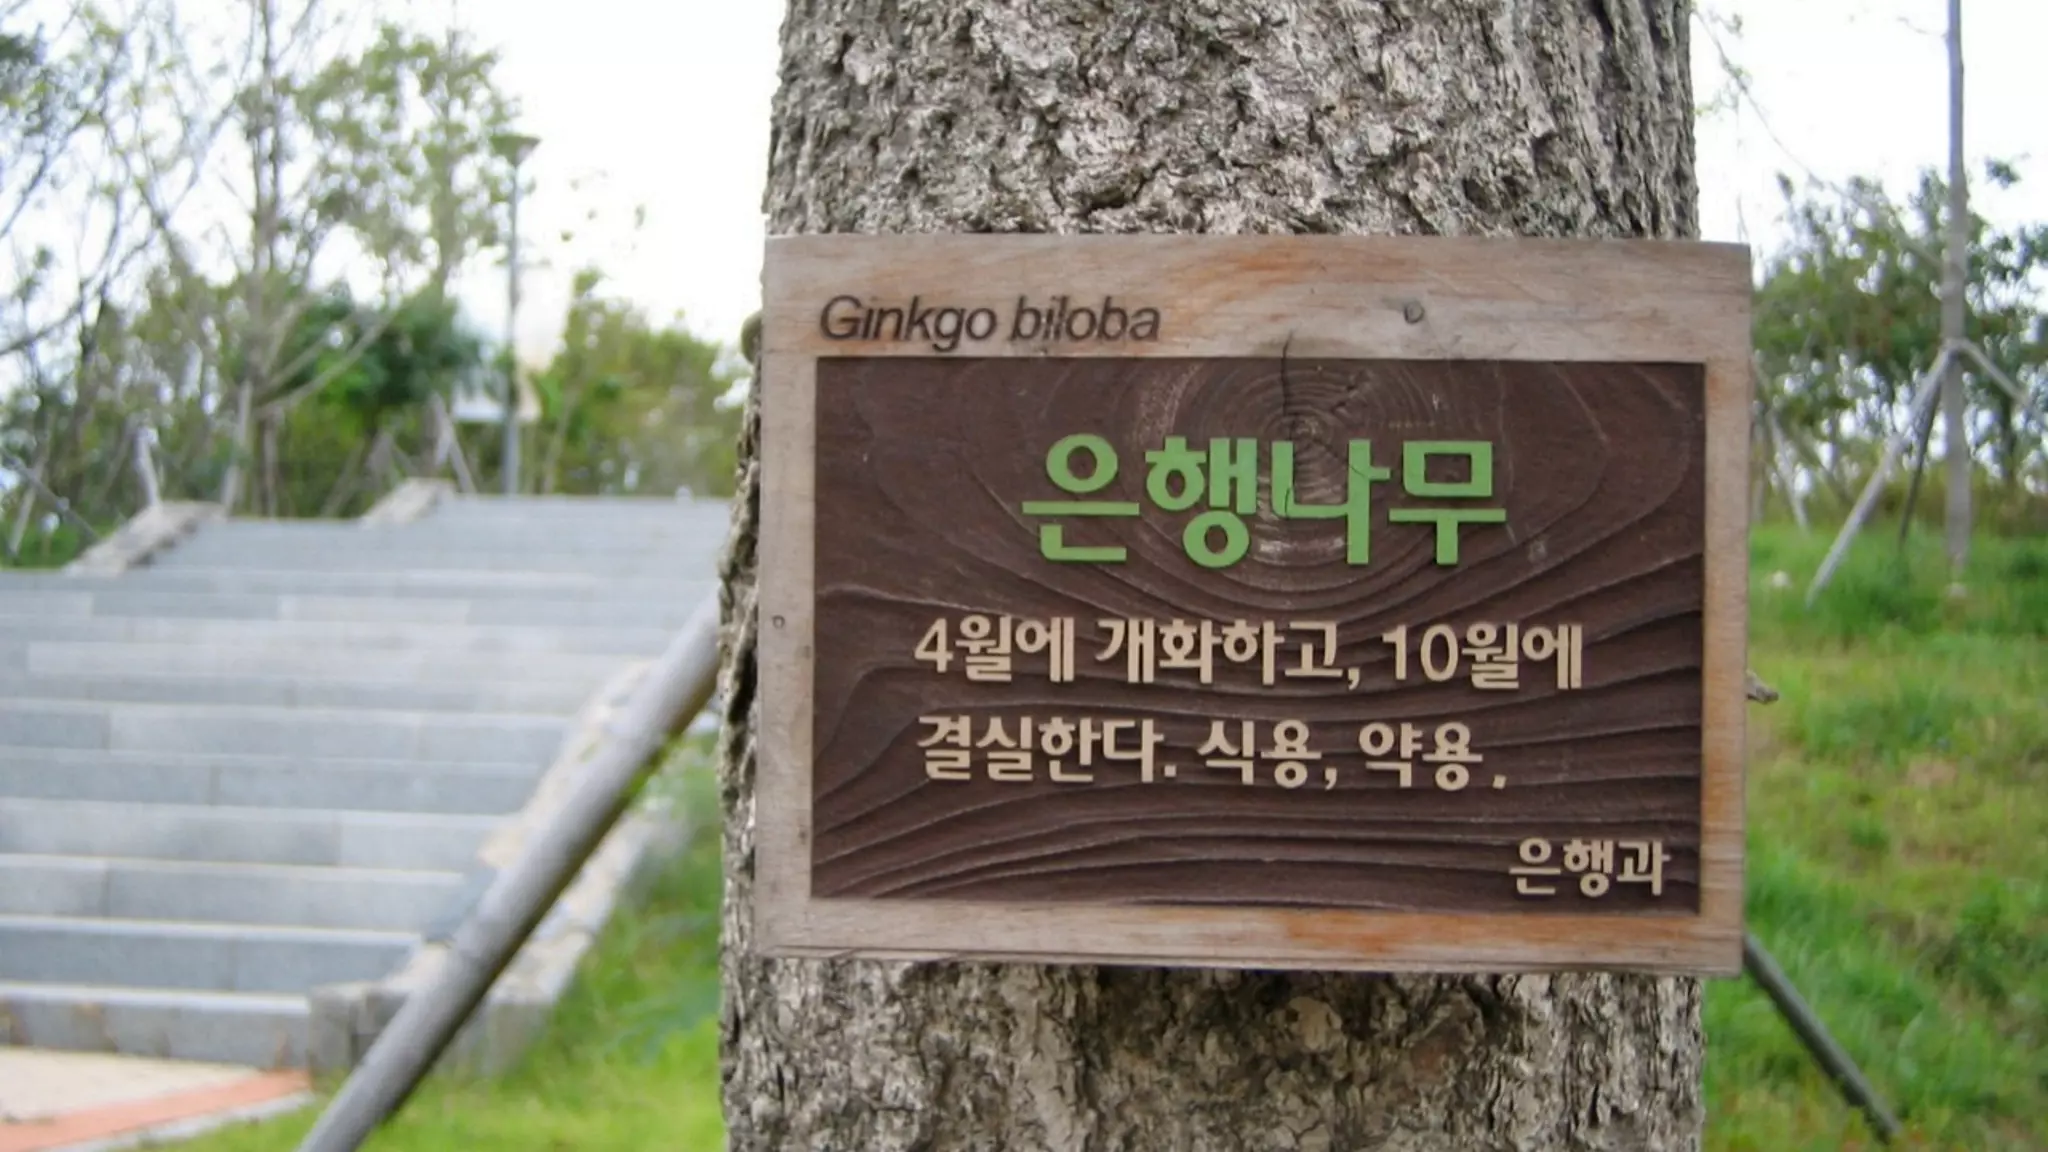 Ginkgo biloba
은행나무
4월에 개화하고, 10월에
결실한다. 식용, 약용.
은행과